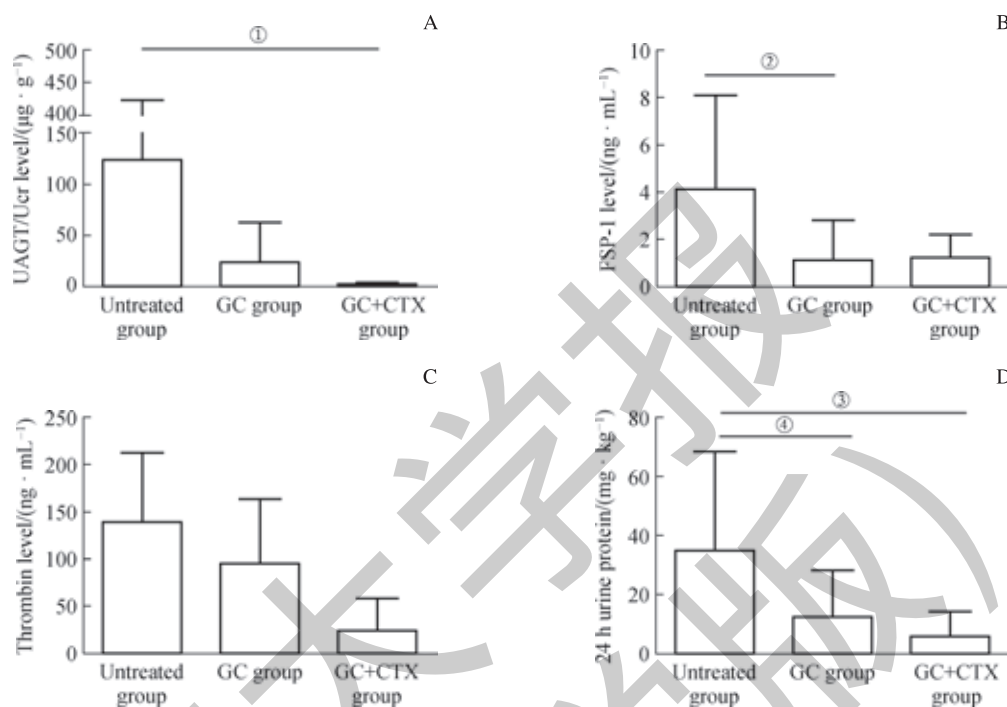 A
①
500
450
400
150
100
50
0
UAGT/Ucr level/(μg · g⁻¹)
Untreated group
GC group
GC+CTX group
B
②
10
8
6
4
2
0
FSP-1 level/(ng · mL⁻¹)
Untreated group
GC group
GC+CTX group
C
250
200
150
100
50
0
Thrombin level/(ng · mL⁻¹)
Untreated group
GC group
GC+CTX group
D
③
④
80
60
40
20
0
24 h urine protein/(mg · kg⁻¹)
Untreated group
GC group
GC+CTX group
大学报
版）